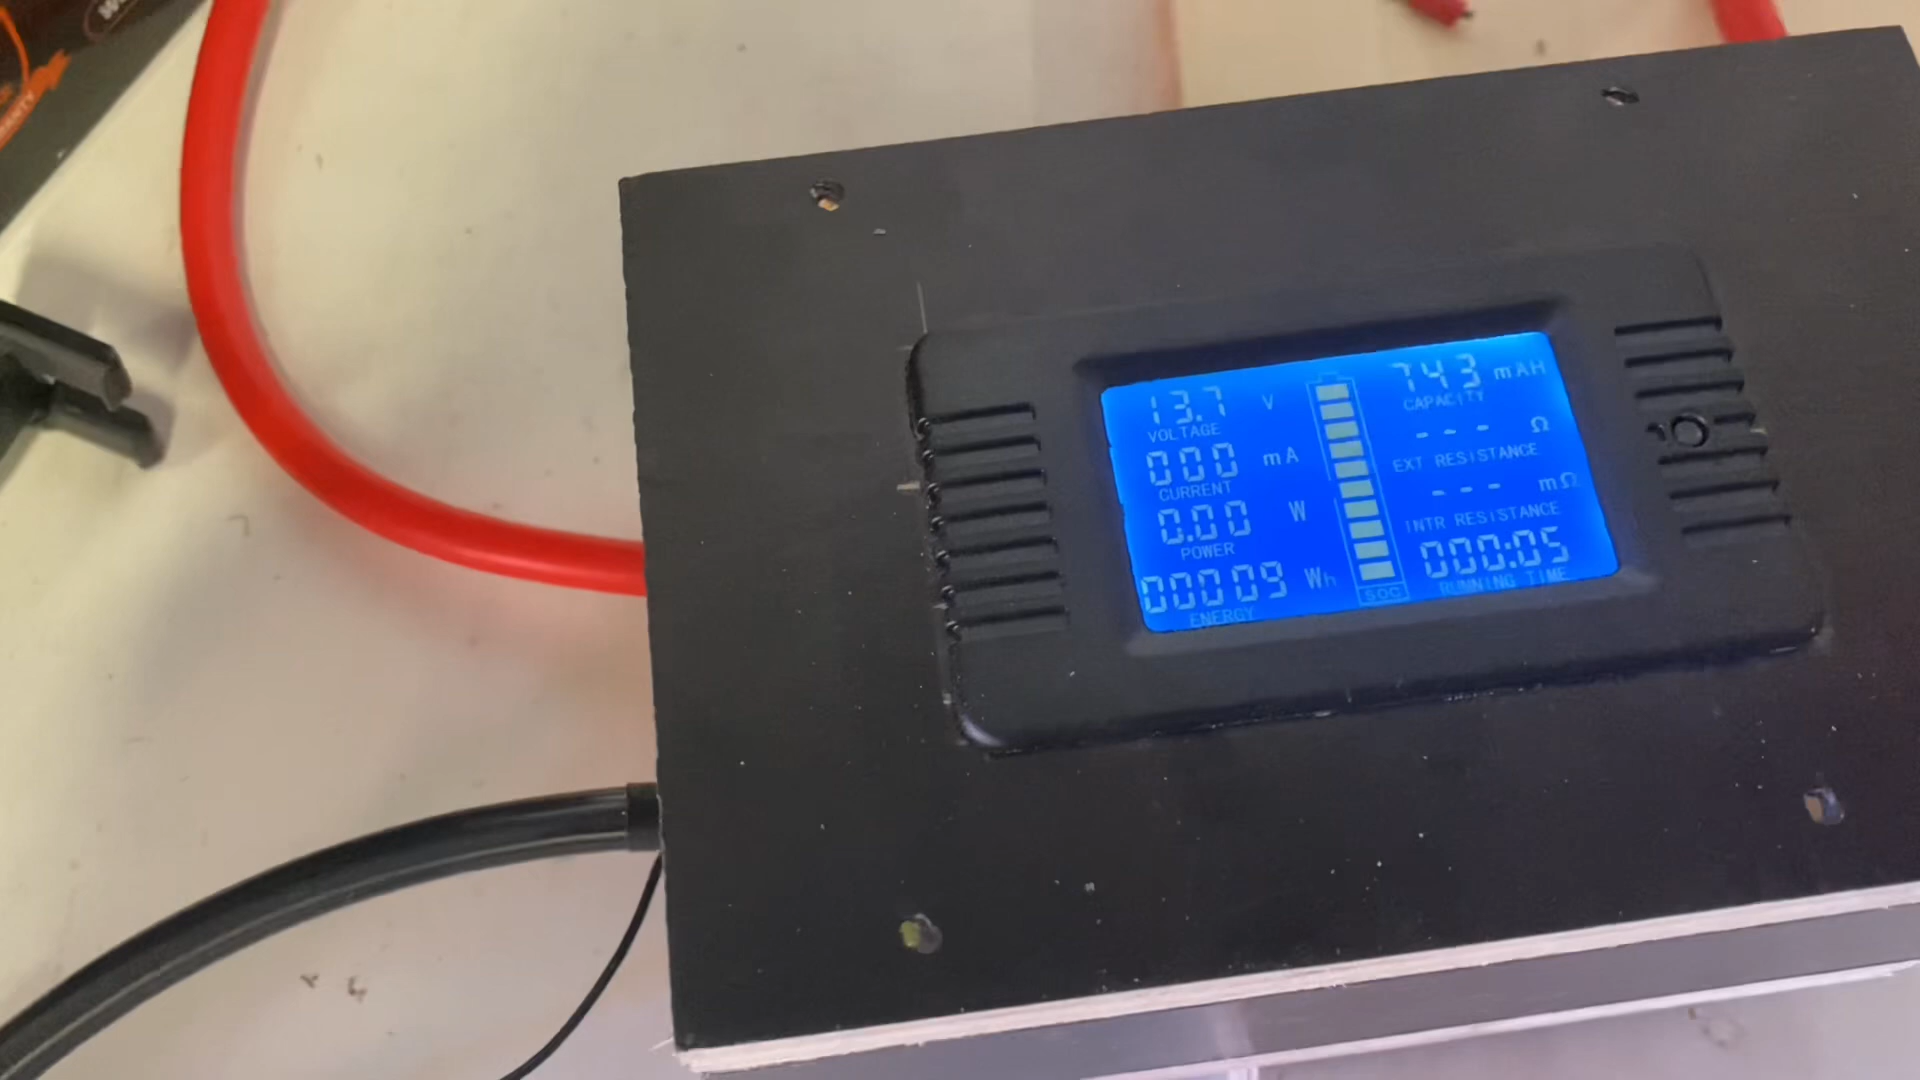 13.7 V
VOLTAGE
000 mA
CURRENT
0.00 W
POWER
00009 Wh
ENERGY
SOC
743 mAH
CAPACITY
--- Ω
EXT RESISTANCE
--- mΩ
INTR RESISTANCE
000:05
RUNNING TIME